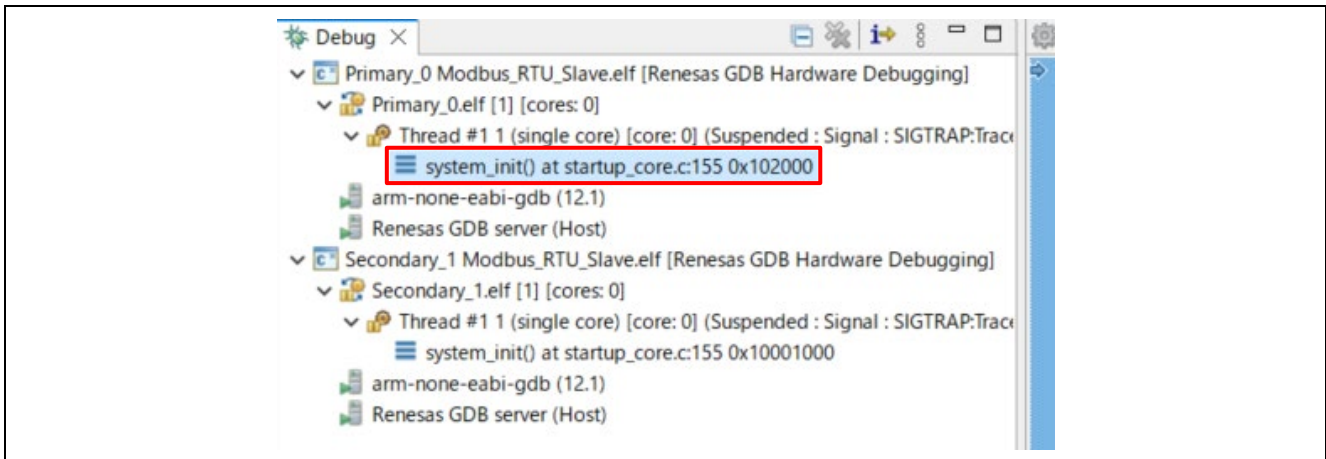 Debug
Primary_0 Modbus_RTU_Slave.elf [Renesas GDB Hardware Debugging]
Primary_0.elf [1] [cores: 0]
Thread #1 1 (single core) [core: 0] (Suspended : Signal : SIGTRAP:Trace
system_init() at startup_core.c:155 0x102000
arm-none-eabi-gdb (12.1)
Renesas GDB server (Host)
Secondary_1 Modbus_RTU_Slave.elf [Renesas GDB Hardware Debugging]
Secondary_1.elf [1] [cores: 0]
Thread #1 1 (single core) [core: 0] (Suspended : Signal : SIGTRAP:Trace
system_init() at startup_core.c:155 0x10001000
arm-none-eabi-gdb (12.1)
Renesas GDB server (Host)